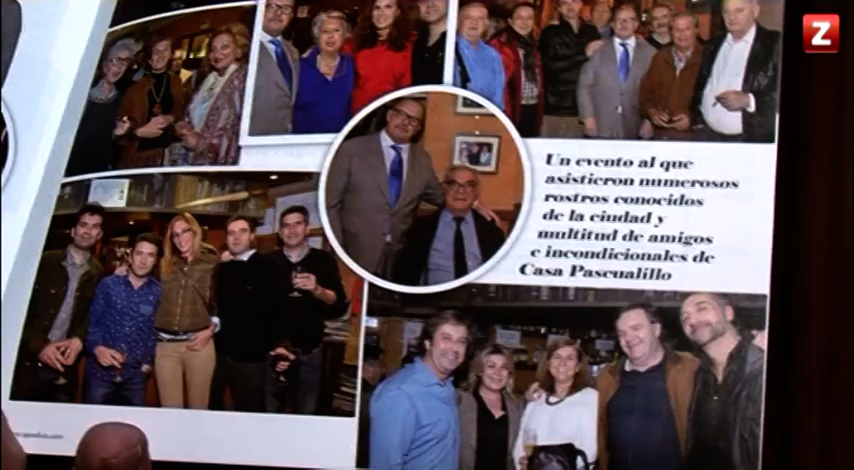 Z
Un evento al que
asistieron numerosos
rostros conocidos
de la ciudad y
multitud de amigos
e incondicionales de
Casa Pascualillo